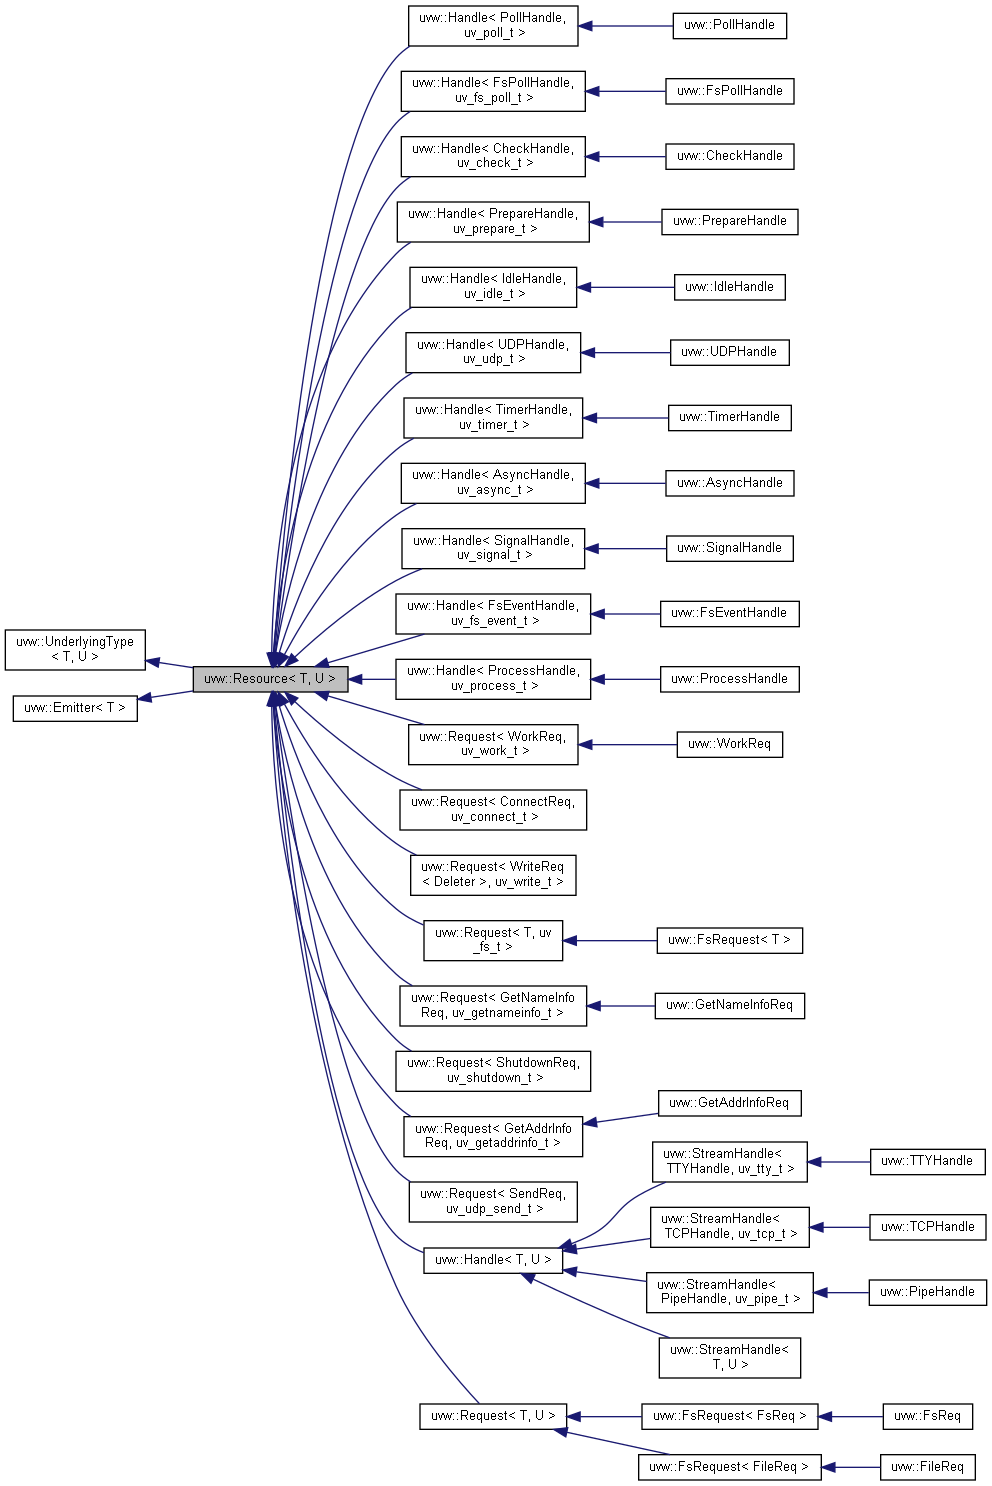 uvw::Handle< PollHandle,
uv_poll_t >
uvw::PollHandle
uvw::Handle< FsPollHandle,
uv_fs_poll_t >
uvw::FsPollHandle
uvw::Handle< CheckHandle,
uv_check_t >
uvw::CheckHandle
uvw::Handle< PrepareHandle,
uv_prepare_t >
uvw::PrepareHandle
uvw::Handle< IdleHandle,
uv_idle_t >
uvw::IdleHandle
uvw::Handle< UDPHandle,
uv_udp_t >
uvw::UDPHandle
uvw::Handle< TimerHandle,
uv_timer_t >
uvw::TimerHandle
uvw::Handle< AsyncHandle,
uv_async_t >
uvw::AsyncHandle
uvw::Handle< SignalHandle,
uv_signal_t >
uvw::SignalHandle
uvw::Handle< FsEventHandle,
uv_fs_event_t >
uvw::FsEventHandle
uvw::UnderlyingType
< T, U >
uvw::Resource< T, U >
uvw::Emitter< T >
uvw::Handle< ProcessHandle,
uv_process_t >
uvw::ProcessHandle
uvw::Request< WorkReq,
uv_work_t >
uvw::WorkReq
uvw::Request< ConnectReq,
uv_connect_t >
uvw::Request< WriteReq
< Deleter >, uv_write_t >
uvw::Request< T, uv
_fs_t >
uvw::FsRequest< T >
uvw::Request< GetNameInfo
Req, uv_getnameinfo_t >
uvw::GetNameInfoReq
uvw::Request< ShutdownReq,
uv_shutdown_t >
uvw::Request< GetAddrInfo
Req, uv_getaddrinfo_t >
uvw::GetAddrInfoReq
uvw::Request< SendReq,
uv_udp_send_t >
uvw::StreamHandle<
TTYHandle, uv_tty_t >
uvw::TTYHandle
uvw::StreamHandle<
TCPHandle, uv_tcp_t >
uvw::TCPHandle
uvw::Handle< T, U >
uvw::StreamHandle<
PipeHandle, uv_pipe_t >
uvw::PipeHandle
uvw::StreamHandle<
T, U >
uvw::Request< T, U >
uvw::FsRequest< FsReq >
uvw::FsReq
uvw::FsRequest< FileReq >
uvw::FileReq